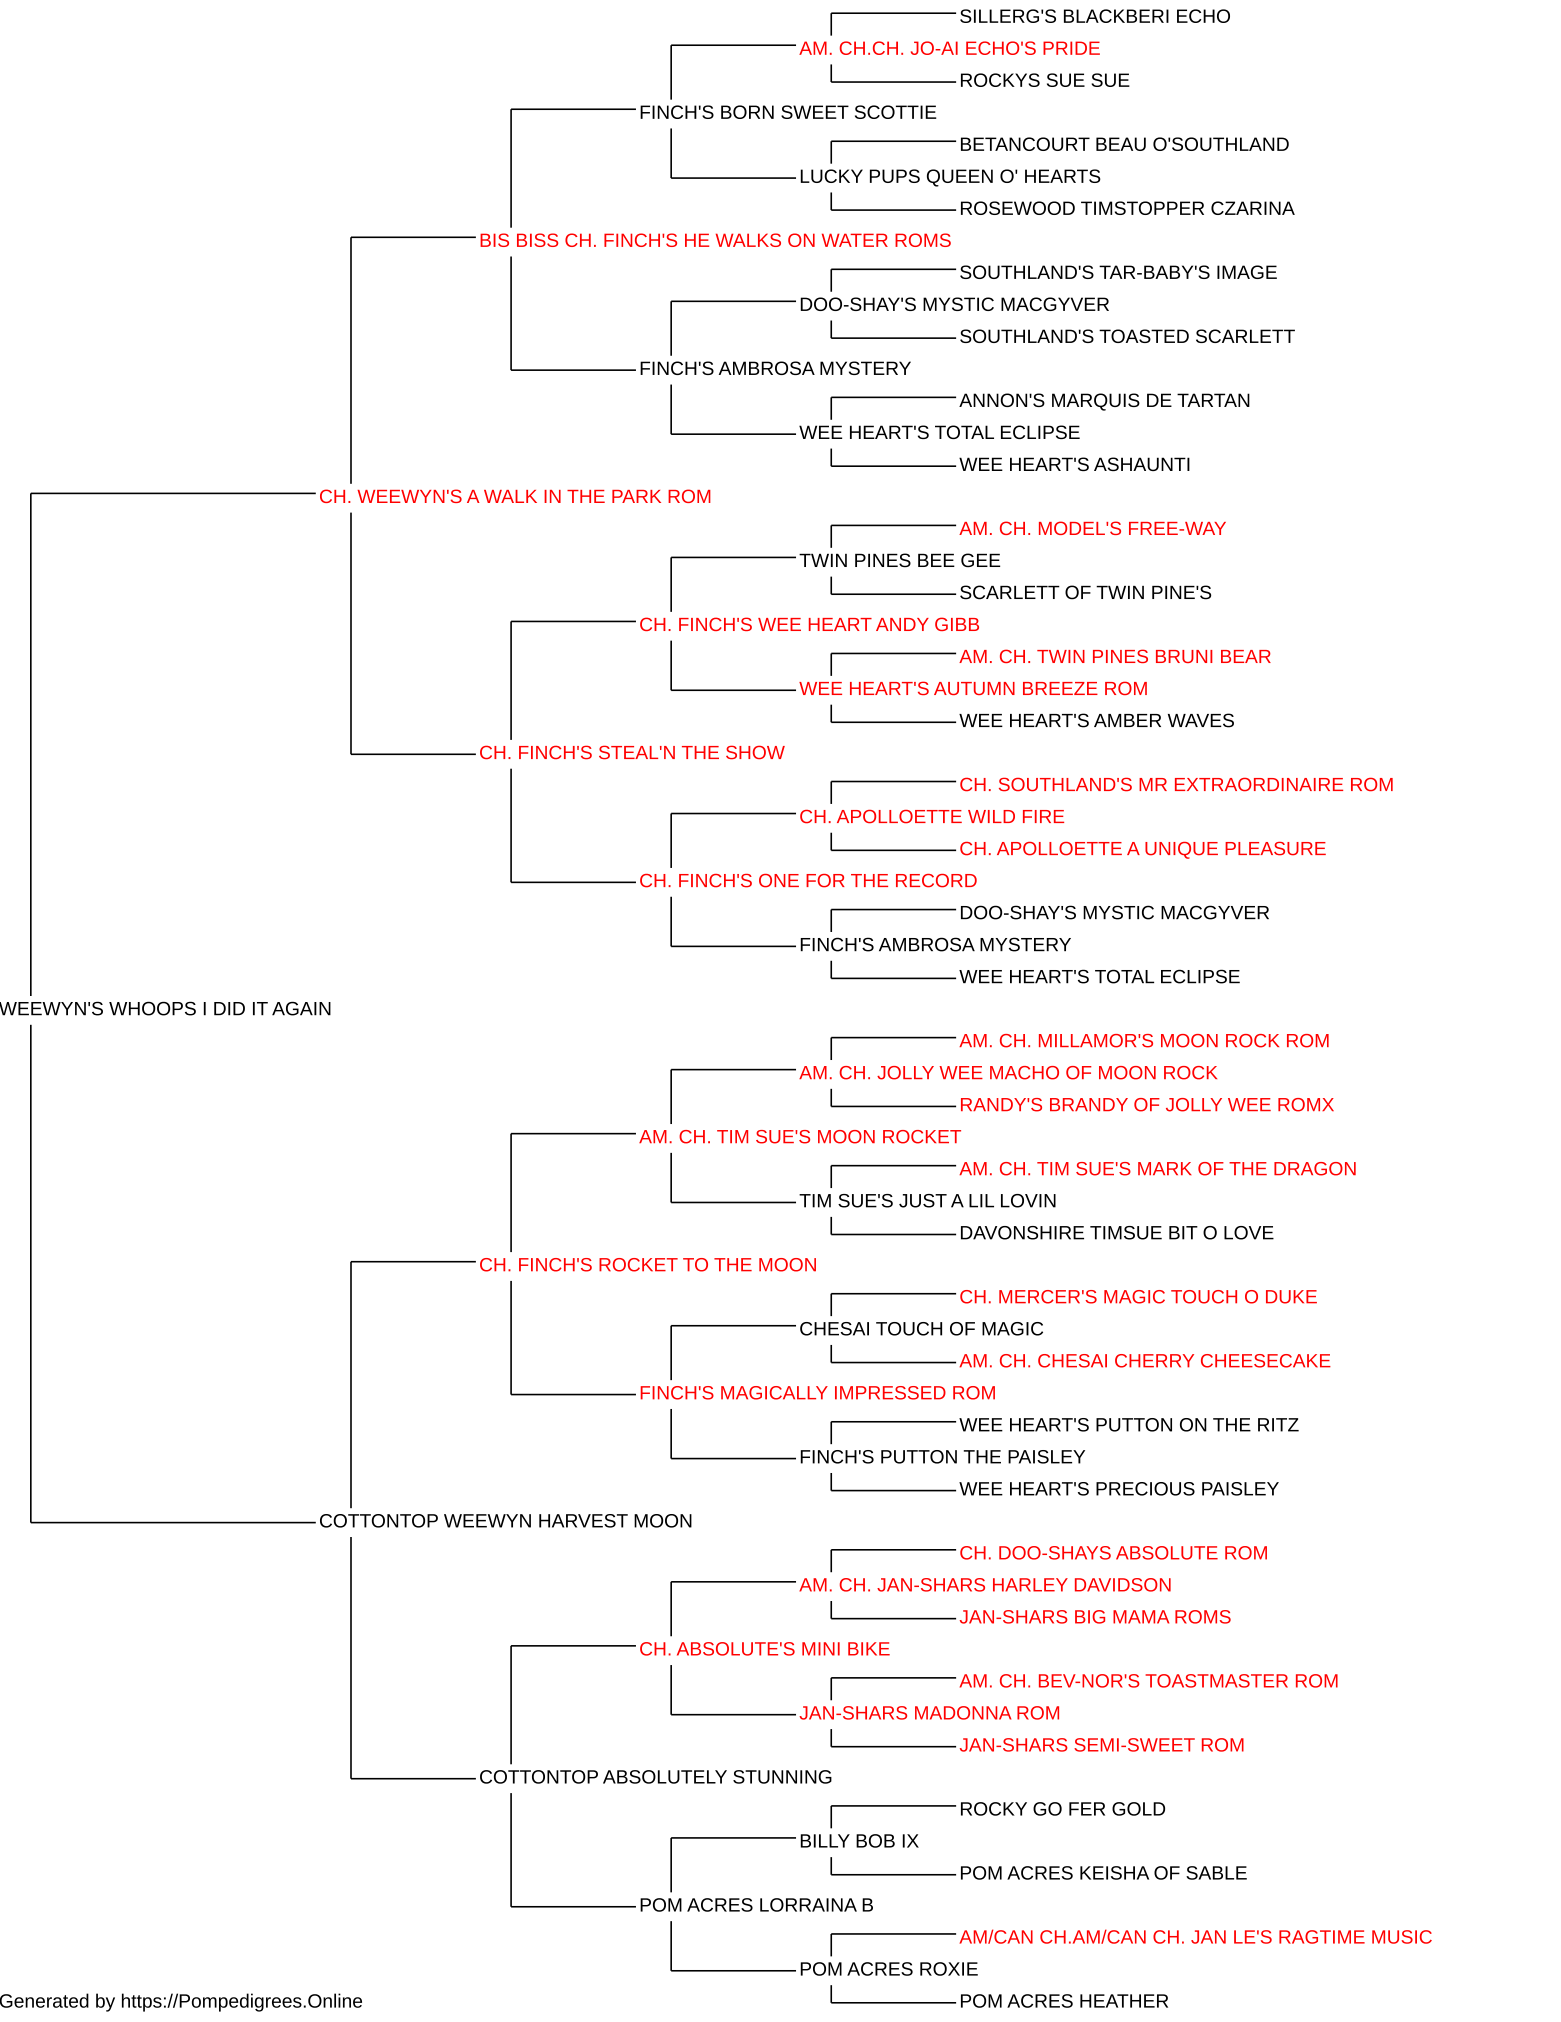 SILLERG'S BLACKBERI ECHO
AM. CH.CH. JO-AI ECHO'S PRIDE
ROCKYS SUE SUE
FINCH'S BORN SWEET SCOTTIE
BETANCOURT BEAU O'SOUTHLAND
LUCKY PUPS QUEEN O' HEARTS
ROSEWOOD TIMSTOPPER CZARINA
BIS BISS CH. FINCH'S HE WALKS ON WATER ROMS
SOUTHLAND'S TAR-BABY'S IMAGE
DOO-SHAY'S MYSTIC MACGYVER
SOUTHLAND'S TOASTED SCARLETT
FINCH'S AMBROSA MYSTERY
ANNON'S MARQUIS DE TARTAN
WEE HEART'S TOTAL ECLIPSE
WEE HEART'S ASHAUNTI
CH. WEEWYN'S A WALK IN THE PARK ROM
AM. CH. MODEL'S FREE-WAY
TWIN PINES BEE GEE
SCARLETT OF TWIN PINE'S
CH. FINCH'S WEE HEART ANDY GIBB
AM. CH. TWIN PINES BRUNI BEAR
WEE HEART'S AUTUMN BREEZE ROM
WEE HEART'S AMBER WAVES
CH. FINCH'S STEAL'N THE SHOW
CH. SOUTHLAND'S MR EXTRAORDINAIRE ROM
CH. APOLLOETTE WILD FIRE
CH. APOLLOETTE A UNIQUE PLEASURE
CH. FINCH'S ONE FOR THE RECORD
DOO-SHAY'S MYSTIC MACGYVER
FINCH'S AMBROSA MYSTERY
WEE HEART'S TOTAL ECLIPSE
WEEWYN'S WHOOPS I DID IT AGAIN
AM. CH. MILLAMOR'S MOON ROCK ROM
AM. CH. JOLLY WEE MACHO OF MOON ROCK
RANDY'S BRANDY OF JOLLY WEE ROMX
AM. CH. TIM SUE'S MOON ROCKET
AM. CH. TIM SUE'S MARK OF THE DRAGON
TIM SUE'S JUST A LIL LOVIN
DAVONSHIRE TIMSUE BIT O LOVE
CH. FINCH'S ROCKET TO THE MOON
CH. MERCER'S MAGIC TOUCH O DUKE
CHESAI TOUCH OF MAGIC
AM. CH. CHESAI CHERRY CHEESECAKE
FINCH'S MAGICALLY IMPRESSED ROM
WEE HEART'S PUTTON ON THE RITZ
FINCH'S PUTTON THE PAISLEY
WEE HEART'S PRECIOUS PAISLEY
COTTONTOP WEEWYN HARVEST MOON
CH. DOO-SHAYS ABSOLUTE ROM
AM. CH. JAN-SHARS HARLEY DAVIDSON
JAN-SHARS BIG MAMA ROMS
CH. ABSOLUTE'S MINI BIKE
AM. CH. BEV-NOR'S TOASTMASTER ROM
JAN-SHARS MADONNA ROM
JAN-SHARS SEMI-SWEET ROM
COTTONTOP ABSOLUTELY STUNNING
ROCKY GO FER GOLD
BILLY BOB IX
POM ACRES KEISHA OF SABLE
POM ACRES LORRAINA B
AM/CAN CH.AM/CAN CH. JAN LE'S RAGTIME MUSIC
POM ACRES ROXIE
POM ACRES HEATHER
Generated by https://Pompedigrees.Online